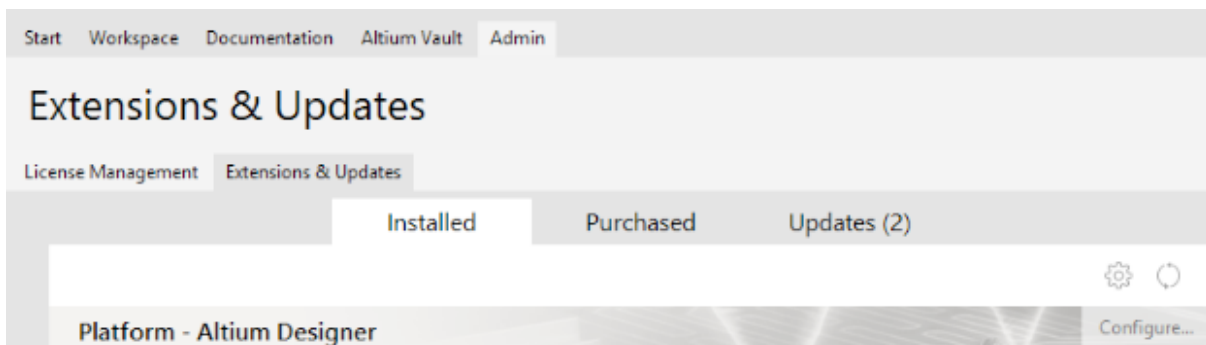 Start Workspace Documentation Altium Vault Admin
Extensions & Updates
License Management Extensions & Updates
Installed Purchased Updates (2)
Platform - Altium Designer Configure...